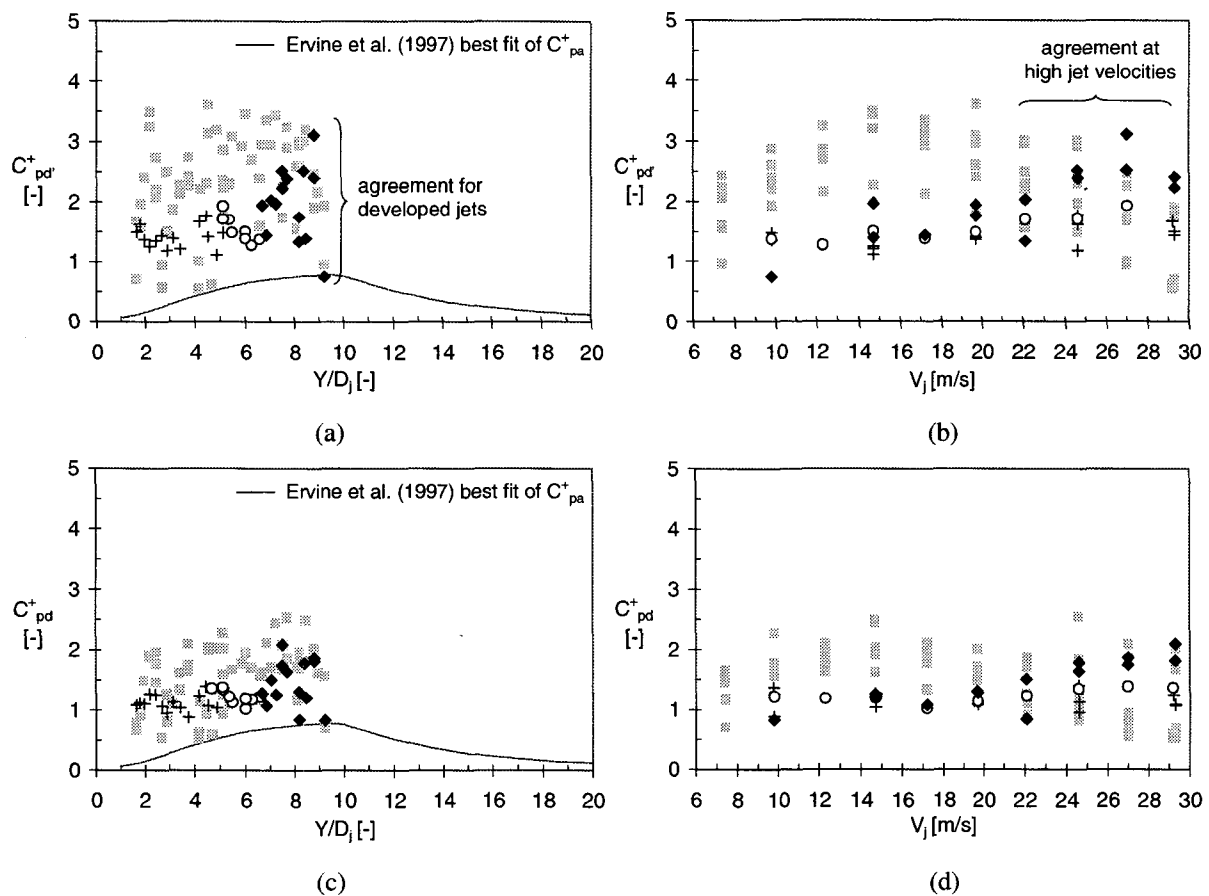 5
4
3
2
1
0
C⁺pd'
[-]
Ervine et al. (1997) best fit of C⁺pa
agreement for
developed jets
0 2 4 6 8 10 12 14 16 18 20
Y/Dj [-]
(a)
5
4
3
2
1
0
C⁺pd'
[-]
agreement at
high jet velocities
6 8 10 12 14 16 18 20 22 24 26 28 30
Vj [m/s]
(b)
5
4
3
2
1
0
C⁺pd
[-]
Ervine et al. (1997) best fit of C⁺pa
0 2 4 6 8 10 12 14 16 18 20
Y/Dj [-]
(c)
5
4
3
2
1
0
C⁺pd
[-]
6 8 10 12 14 16 18 20 22 24 26 28 30
Vj [m/s]
(d)